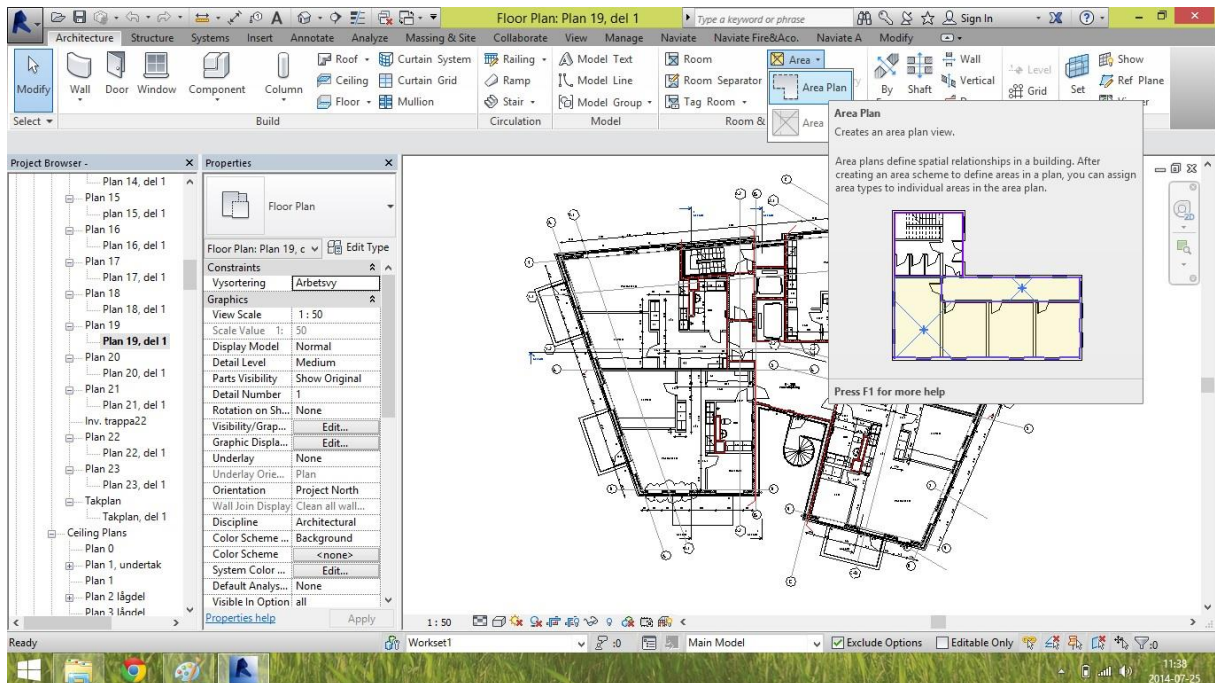 Floor Plan: Plan 19, del 1
Type a keyword or phrase
Sign In
Architecture Structure Systems Insert Annotate Analyze Massing & Site Collaborate View Manage Naviate Naviate Fire&Aco. Naviate A Modify
Modify
Wall Door Window Component Column
Roof
Ceiling
Floor
Curtain System
Curtain Grid
Mullion
Railing
Ramp
Stair
Model Text
Model Line
Model Group
Room
Room Separator
Tag Room
Area
Area Plan
Area
By
Shaft
Wall
Vertical
Level
Grid
Set
Show
Ref Plane
Select
Build
Circulation
Model
Room &
Area Plan
Creates an area plan view.
Area plans define spatial relationships in a building. After
creating an area scheme to define areas in a plan, you can assign
area types to individual areas in the area plan.
Press F1 for more help
Project Browser -
Plan 14, del 1
Plan 15
plan 15, del 1
Plan 16
Plan 16, del 1
Plan 17
Plan 17, del 1
Plan 18
Plan 18, del 1
Plan 19
Plan 19, del 1
Plan 20
Plan 20, del 1
Plan 21
Plan 21, del 1
Inv. trappa22
Plan 22
Plan 22, del 1
Plan 23
Plan 23, del 1
Takplan
Takplan, del 1
Ceiling Plans
Plan 0
Plan 1, undertak
Plan 1
Plan 2 lågdel
Plan 3 lågdel
Properties
Floor Plan
Floor Plan: Plan 19, c Edit Type
Constraints
Vysortering Arbetsvy
Graphics
View Scale 1 : 50
Scale Value 1: 50
Display Model Normal
Detail Level Medium
Parts Visibility Show Original
Detail Number 1
Rotation on Sh... None
Visibility/Grap... Edit...
Graphic Displa... Edit...
Underlay None
Underlay Orie... Plan
Orientation Project North
Wall Join Display Clean all wall...
Discipline Architectural
Color Scheme ... Background
Color Scheme <none>
System Color ... Edit...
Default Analys... None
Visible In Option all
Properties help Apply
1 : 50
Ready
Workset1
:0
Main Model
Exclude Options
Editable Only
:0
11:38
2014-07-25